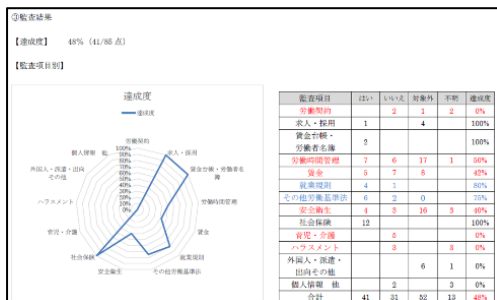 ③監査結果
【達成度】 48% (41/85 点)
【監査項目別】
達成度
達成度
労働契約
求人・採用
賃金台帳・労働者名
簿
労働時間管理
賃金
就業規則
その他労働基準法
安全衛生
社会保険
育児・介護
ハラスメント
外国人・派遣・出向
その他
個人情報 他
100%
90%
80%
70%
60%
50%
40%
30%
20%
10%
0%
監査項目 はい いいえ 対象外 不明 達成度
労働契約 2 1 2 0%
求人・採用 1 4 100%
賃金台帳・
労働者名簿 2 100%
労働時間管理 7 6 17 1 50%
賃金 5 7 8 42%
就業規則 4 1 80%
その他労働基準法 6 2 0 75%
安全衛生 4 3 16 3 40%
社会保険 12 100%
育児・介護 5 0%
ハラスメント 3 3 0%
外国人・派遣・
出向その他 6 1 0%
個人情報 他 2 3 0%
合計 41 31 52 13 48%